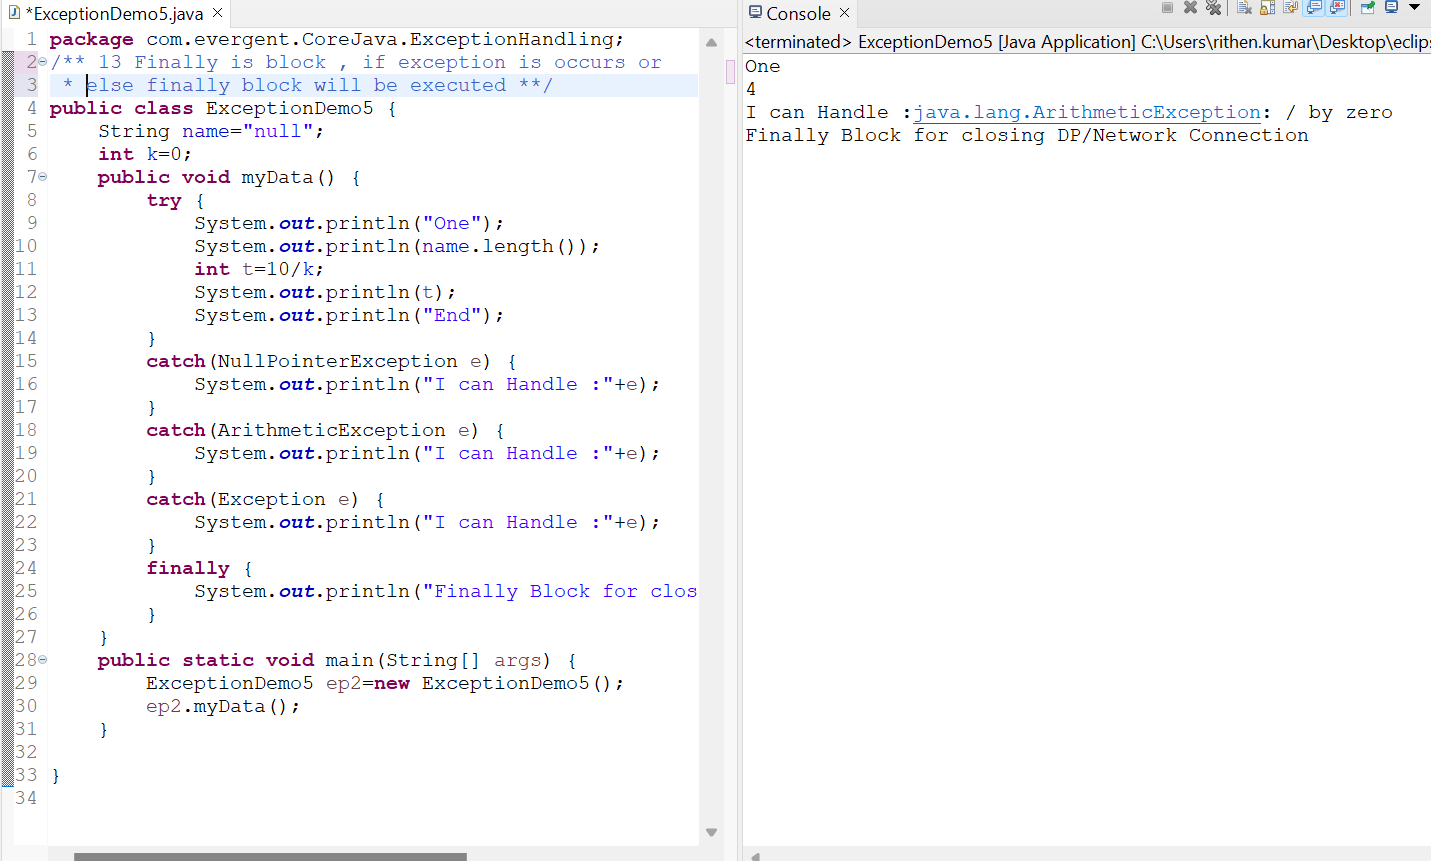 *ExceptionDemo5.java
1 package com.evergent.CoreJava.ExceptionHandling;
2 /** 13 Finally is block , if exception is occurs or
3  * else finally block will be executed **/
4 public class ExceptionDemo5 {
5     String name="null";
6     int k=0;
7     public void myData() {
8         try {
9             System.out.println("One");
10             System.out.println(name.length());
11             int t=10/k;
12             System.out.println(t);
13             System.out.println("End");
14         }
15         catch(NullPointerException e) {
16             System.out.println("I can Handle :"+e);
17         }
18         catch(ArithmeticException e) {
19             System.out.println("I can Handle :"+e);
20         }
21         catch(Exception e) {
22             System.out.println("I can Handle :"+e);
23         }
24         finally {
25             System.out.println("Finally Block for clos
26         }
27     }
28     public static void main(String[] args) {
29         ExceptionDemo5 ep2=new ExceptionDemo5();
30         ep2.myData();
31     }
32
33 }
34
Console
<terminated> ExceptionDemo5 [Java Application] C:\Users\rithen.kumar\Desktop\eclips
One
4
I can Handle :java.lang.ArithmeticException: / by zero
Finally Block for closing DP/Network Connection